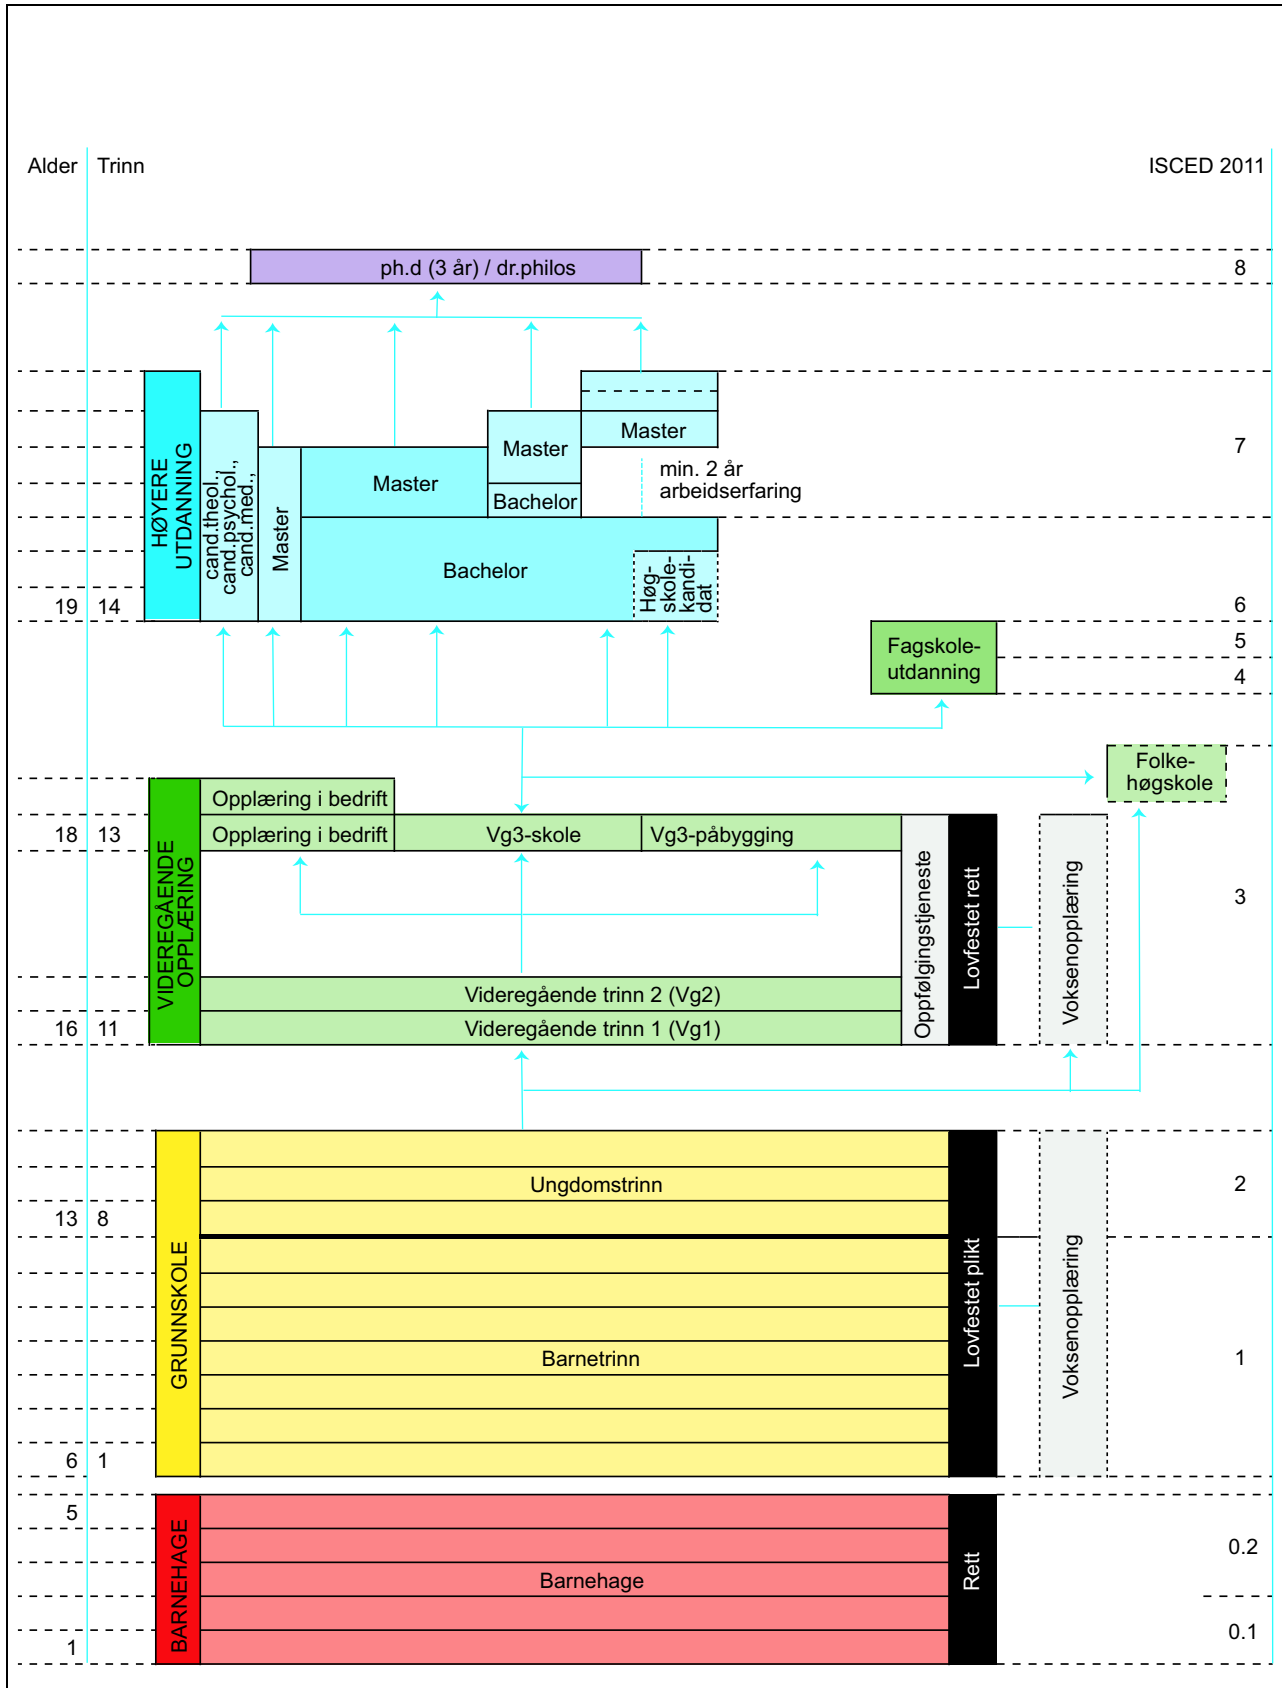 Alder Trinn ISCED 2011
ph.d (3 år) / dr.philos 8
HØYERE
UTDANNING
cand.theol.,
cand.psychol.,
cand.med.,
Master
Master
Master
Bachelor
Master
min. 2 år
arbeidserfaring
7
Bachelor
Høg-
skole-
kandi-
dat
19 14 6
Fagskole-
utdanning
5
4
Folke-
høgskole
VIDEREGÅENDE
OPPLÆRING
Opplæring i bedrift
18 13 Opplæring i bedrift Vg3-skole Vg3-påbygging
Oppfølgingstjeneste
Lovfestet rett
Voksenopplæring
3
Videregående trinn 2 (Vg2)
16 11 Videregående trinn 1 (Vg1)
GRUNNSKOLE
Ungdomstrinn 2
13 8
Lovfestet plikt
Voksenopplæring
Barnetrinn 1
6 1
5
BARNEHAGE
Barnehage
Rett
0.2
0.1
1